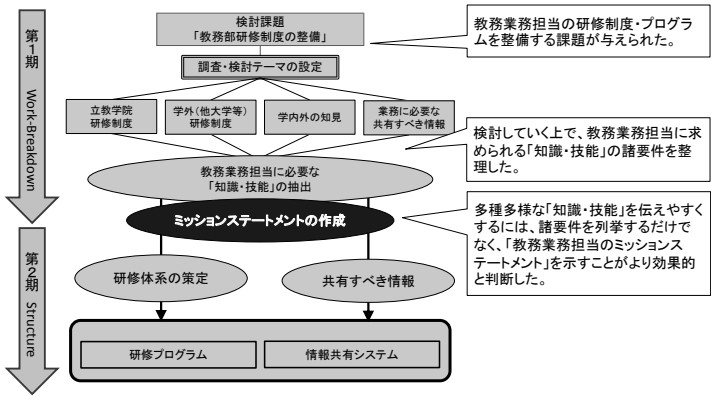 第1期 Work-Breakdown
検討課題
「教務部研修制度の整備」
調査・検討テーマの設定
立教学院
研修制度
学外(他大学等)
研修制度
学内外の知見
業務に必要な
共有すべき情報
教務業務担当に必要な
「知識・技能」の抽出
ミッションステートメントの作成
第2期 Structure
研修体系の策定
共有すべき情報
研修プログラム
情報共有システム
教務業務担当の研修制度・プログラ
ムを整備する課題が与えられた。
検討していく上で、教務業務担当に求
められる「知識・技能」の諸要件を整
理した。
多種多様な「知識・技能」を伝えやすく
するには、諸要件を列挙するだけで
なく、「教務業務担当のミッションス
テートメント」を示すことがより効果的
と判断した。